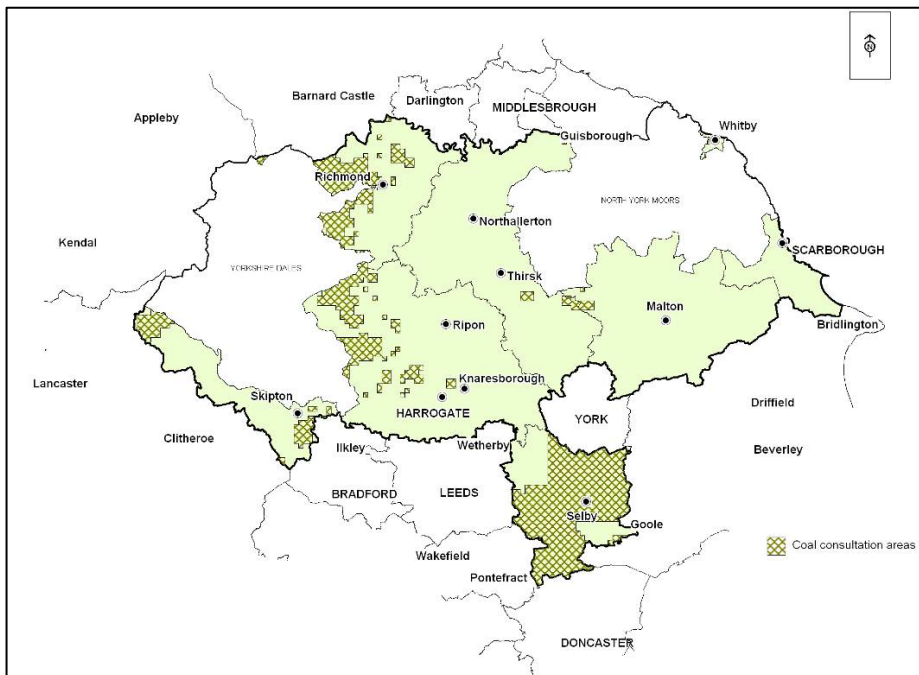 N
Barnard Castle
Darlington
MIDDLESBROUGH
Appleby
Guisborough
Whitby
Richmond
NORTH YORK MOORS
Northallerton
Kendal
SCARBOROUGH
YORKSHIRE DALES
Thirsk
Malton
Ripon
Bridlington
Lancaster
Knaresborough
Skipton
HARROGATE
Driffield
YORK
Clitheroe
Ilkley
Wetherby
Beverley
BRADFORD
LEEDS
Selby
Goole
Coal consultation areas
Wakefield
Pontefract
DONCASTER